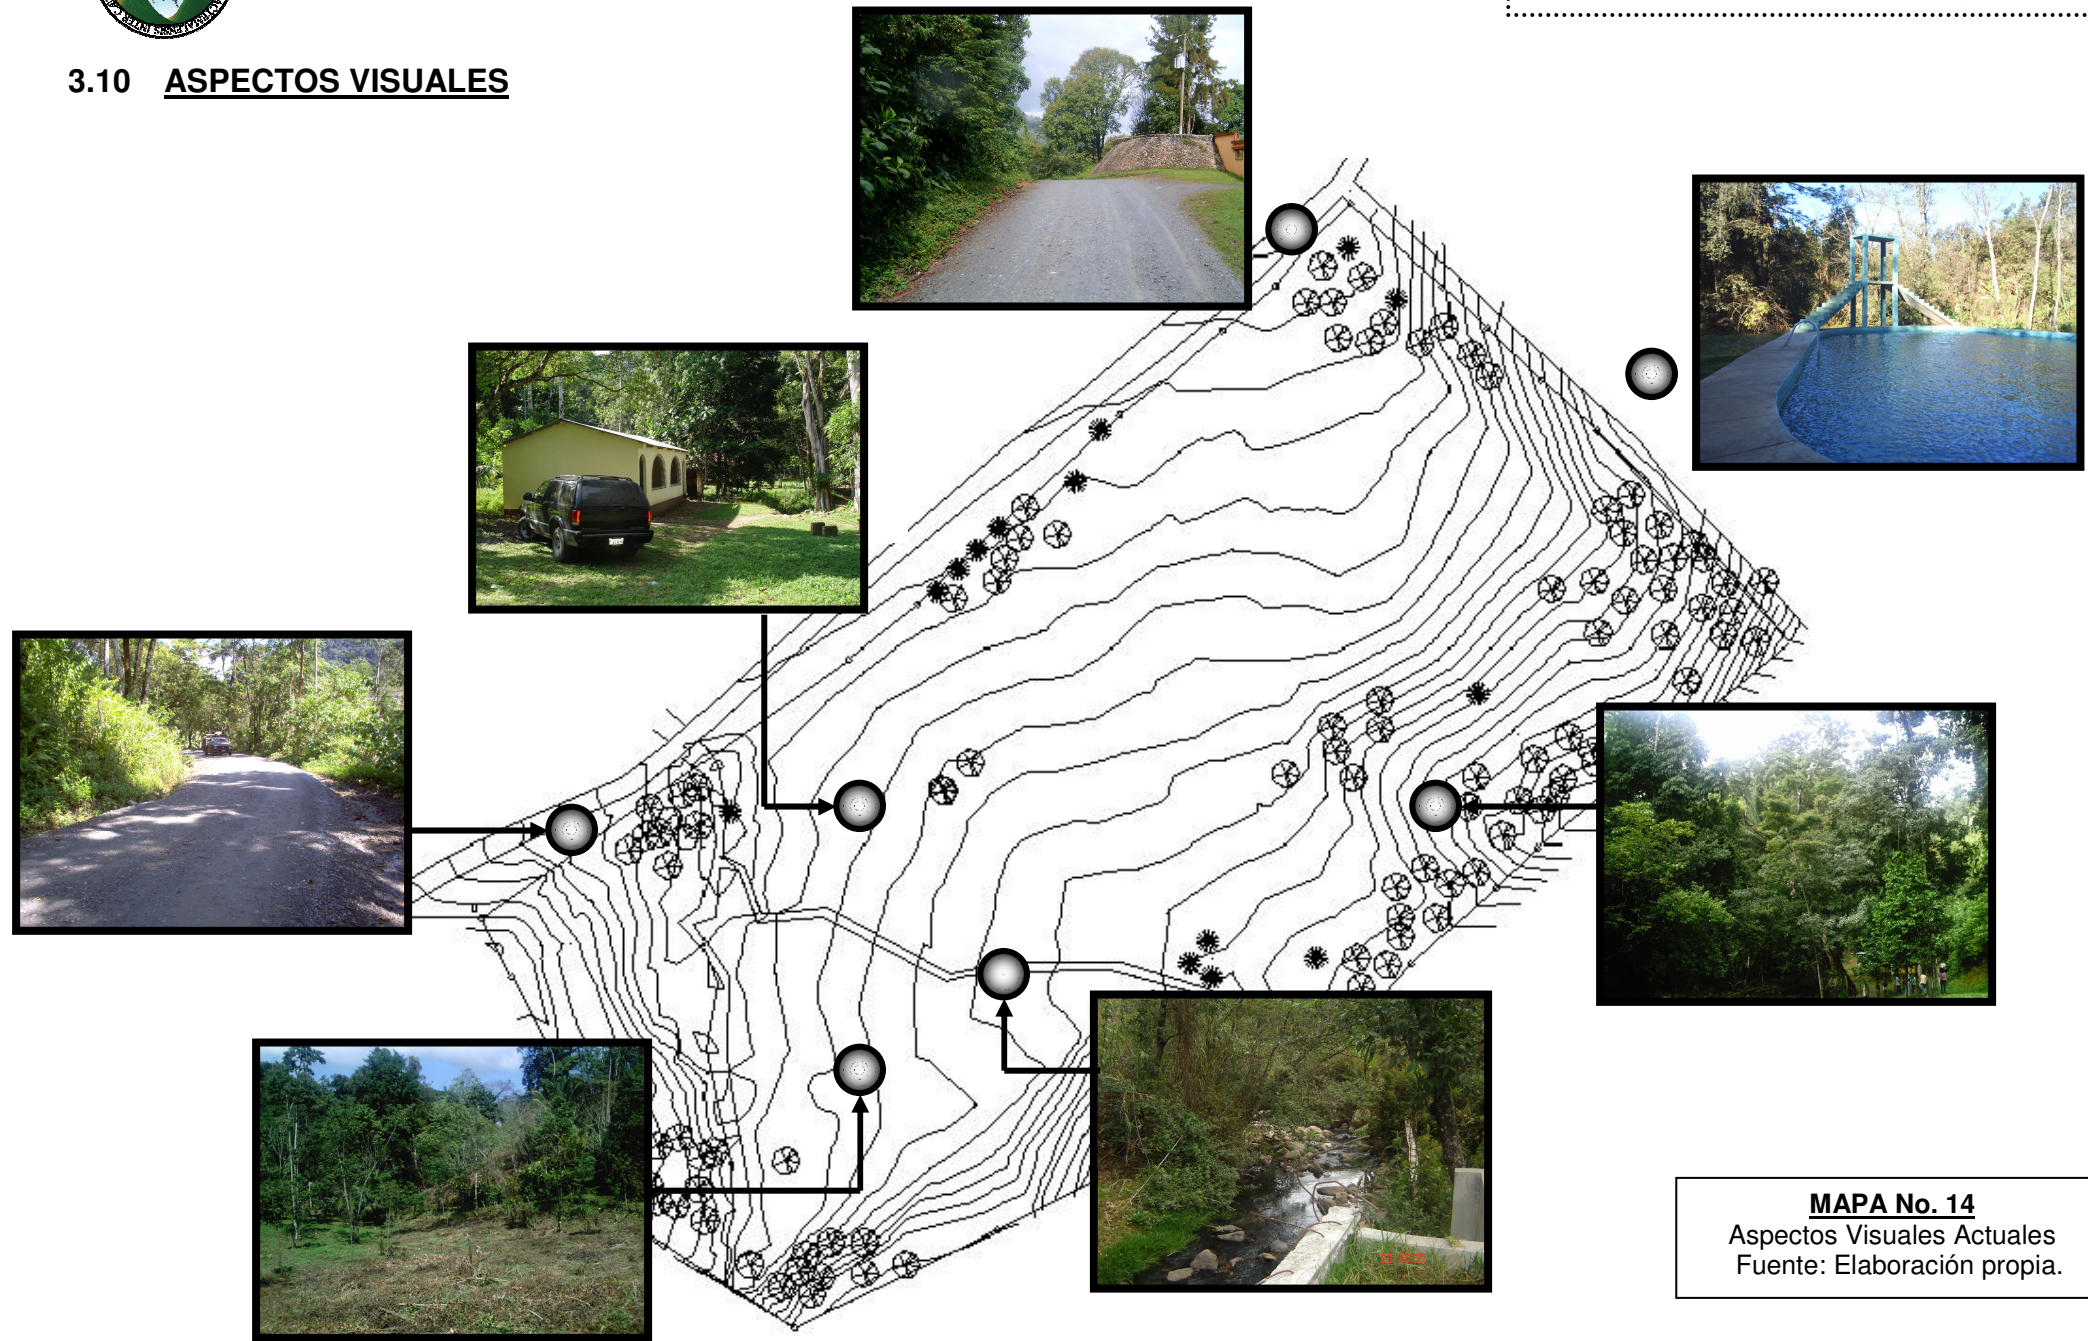 3.10 ASPECTOS VISUALES
MAPA No. 14
Aspectos Visuales Actuales
Fuente: Elaboración propia.